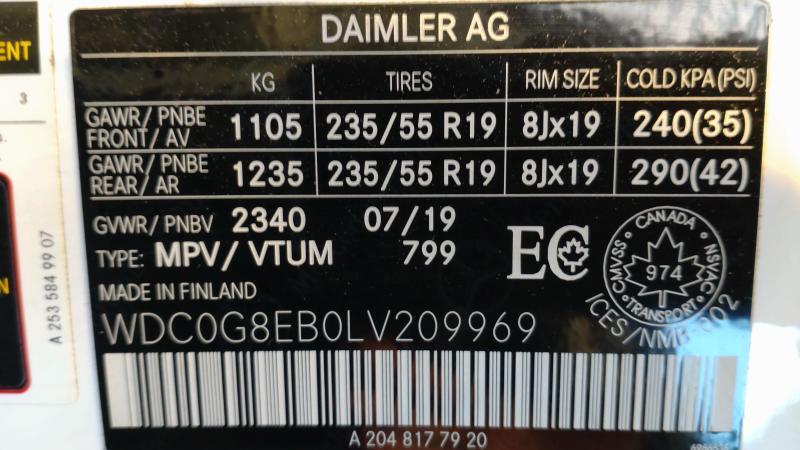 DAIMLER AG
KG TIRES RIM SIZE COLD KPA (PSI)
GAWR/ PNBE FRONT/ AV 1105 235/55 R19 8Jx19 240(35)
GAWR/ PNBE REAR/ AR 1235 235/55 R19 8Jx19 290(42)
GVWR/ PNBV 2340 07/19
TYPE: MPV/ VTUM 799
MADE IN FINLAND
WDC0G8EB0LV209969
EC
CANADA
CMVSS 974 NSVAC
TRANSPORT
A 204 817 79 20
A 253 584 99 07
ENT
3
N